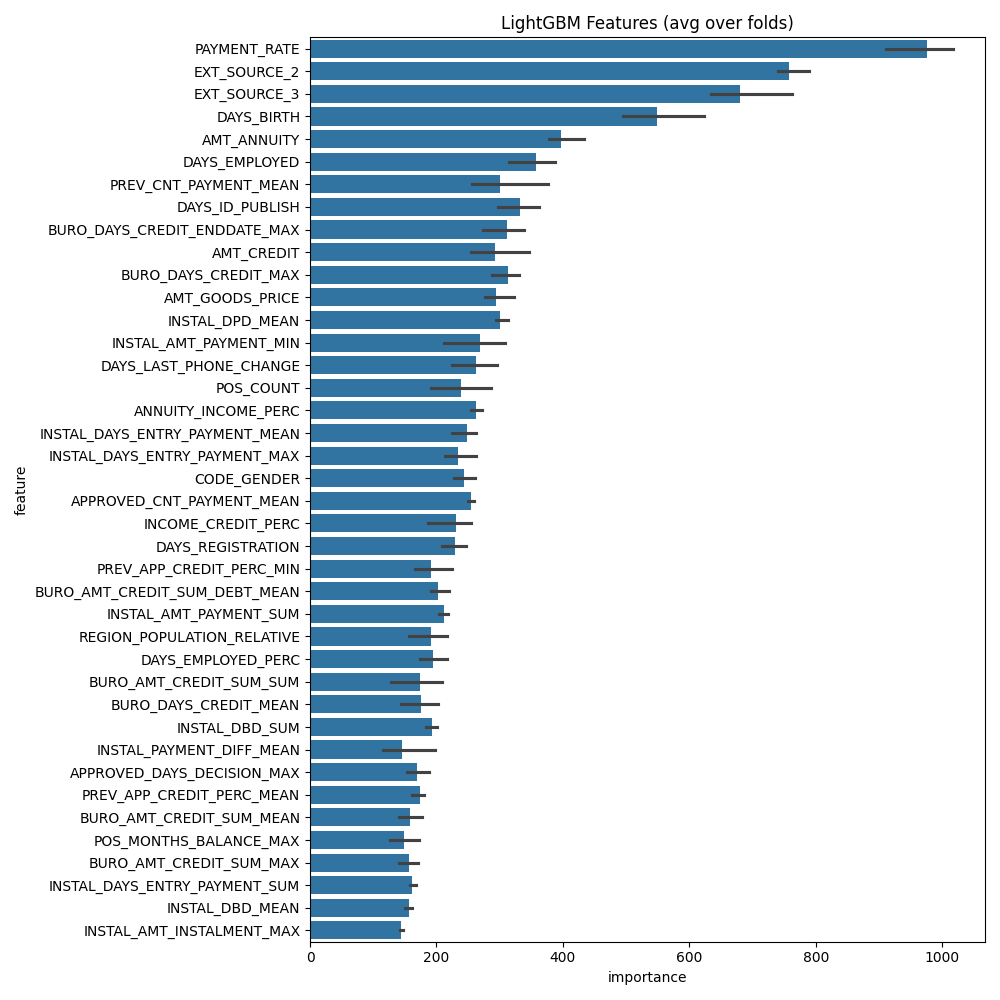 LightGBM Features (avg over folds)
PAYMENT_RATE
EXT_SOURCE_2
EXT_SOURCE_3
DAYS_BIRTH
AMT_ANNUITY
DAYS_EMPLOYED
PREV_CNT_PAYMENT_MEAN
DAYS_ID_PUBLISH
BURO_DAYS_CREDIT_ENDDATE_MAX
AMT_CREDIT
BURO_DAYS_CREDIT_MAX
AMT_GOODS_PRICE
INSTAL_DPD_MEAN
INSTAL_AMT_PAYMENT_MIN
DAYS_LAST_PHONE_CHANGE
POS_COUNT
ANNUITY_INCOME_PERC
INSTAL_DAYS_ENTRY_PAYMENT_MEAN
INSTAL_DAYS_ENTRY_PAYMENT_MAX
CODE_GENDER
APPROVED_CNT_PAYMENT_MEAN
INCOME_CREDIT_PERC
DAYS_REGISTRATION
PREV_APP_CREDIT_PERC_MIN
BURO_AMT_CREDIT_SUM_DEBT_MEAN
INSTAL_AMT_PAYMENT_SUM
REGION_POPULATION_RELATIVE
DAYS_EMPLOYED_PERC
BURO_AMT_CREDIT_SUM_SUM
BURO_DAYS_CREDIT_MEAN
INSTAL_DBD_SUM
INSTAL_PAYMENT_DIFF_MEAN
APPROVED_DAYS_DECISION_MAX
PREV_APP_CREDIT_PERC_MEAN
BURO_AMT_CREDIT_SUM_MEAN
POS_MONTHS_BALANCE_MAX
BURO_AMT_CREDIT_SUM_MAX
INSTAL_DAYS_ENTRY_PAYMENT_SUM
INSTAL_DBD_MEAN
INSTAL_AMT_INSTALMENT_MAX
feature
0 200 400 600 800 1000
importance